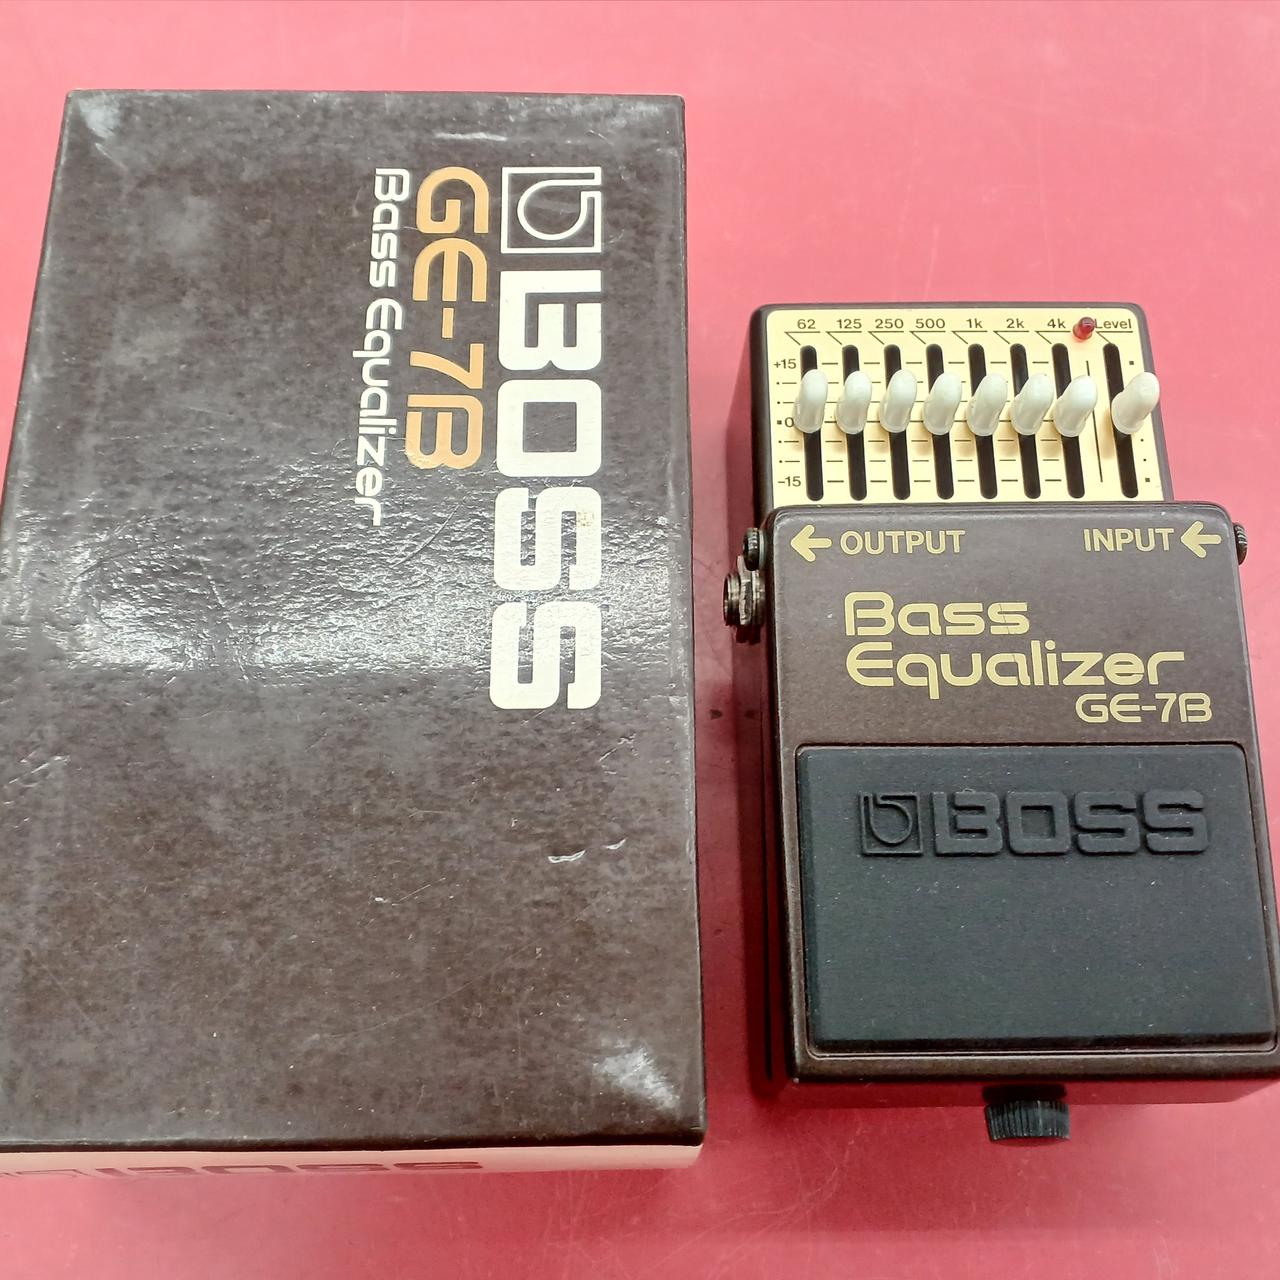 BOSS
GE-7B
Bass Equalizer
BOSS
62 125 250 500 1k 2k 4k Level
+15
0
-15
OUTPUT INPUT
Bass
Equalizer
GE-7B
BOSS